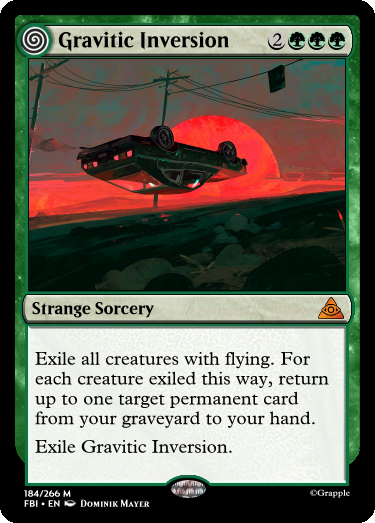 Gravitic Inversion 2
Strange Sorcery
Exile all creatures with flying. For
each creature exiled this way, return
up to one target permanent card
from your graveyard to your hand.
Exile Gravitic Inversion.
184/266 M
FBI • EN DOMINIK MAYER
©Grapple